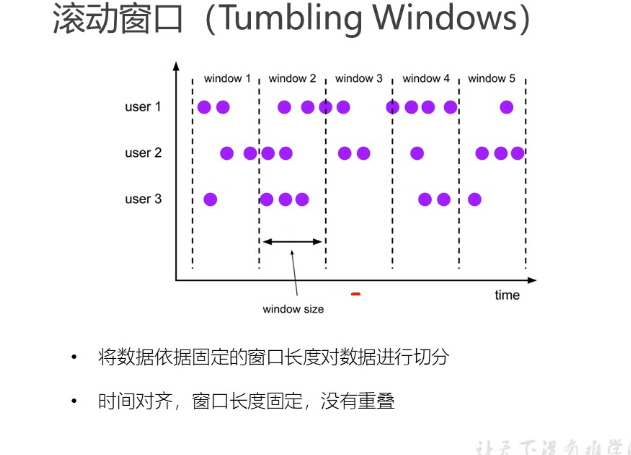 滚动窗口（Tumbling Windows）
window 1 window 2 window 3 window 4 window 5
user 1
user 2
user 3
time
window size
• 将数据依据固定的窗口长度对数据进行切分
• 时间对齐，窗口长度固定，没有重叠
让天下没有难学